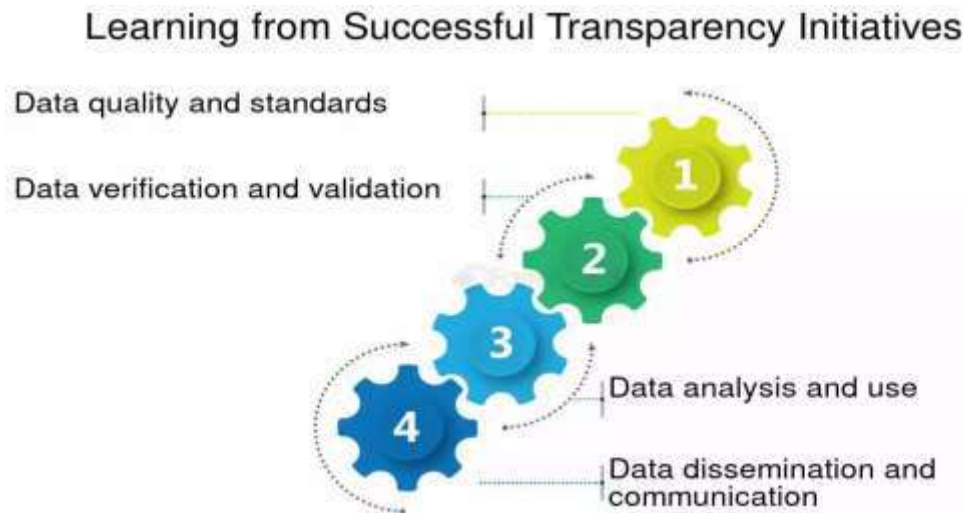 Learning from Successful Transparency Initiatives
Data quality and standards
1
Data verification and validation
2
3
Data analysis and use
4
Data dissemination and
communication